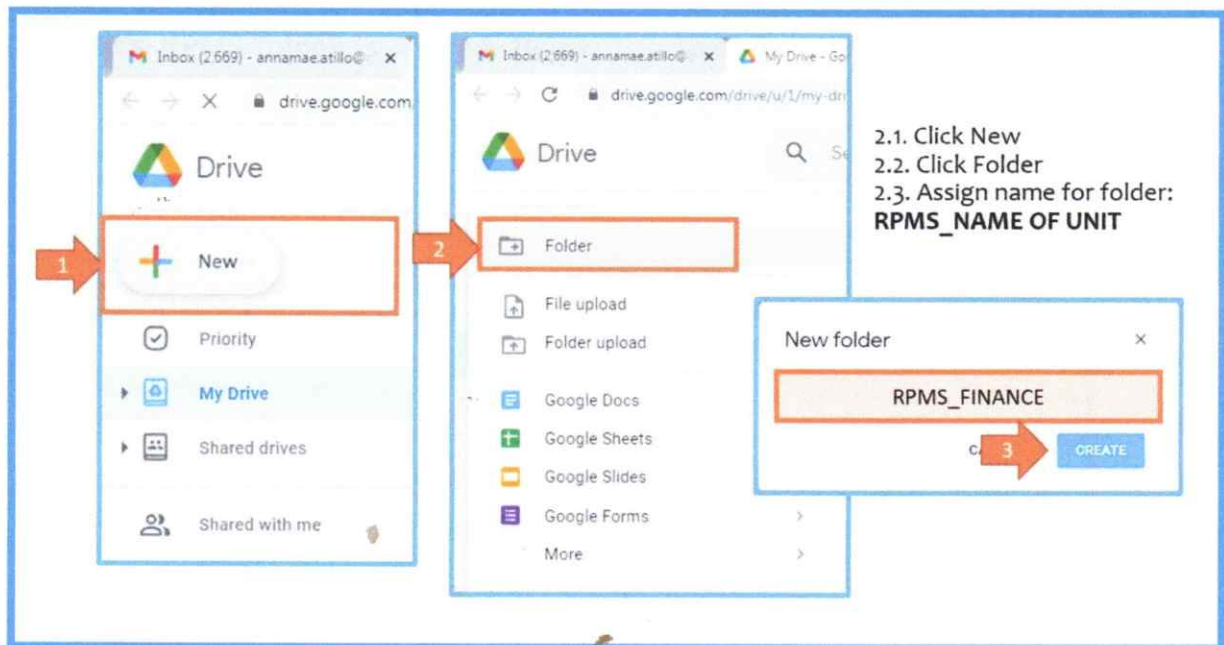 Inbox (2,669) - annamae.atillo@
drive.google.com
Drive
1
New
Priority
My Drive
Shared drives
Shared with me
Inbox (2,669) - annamae.atillo@
My Drive - Go
drive.google.com/drive/u/1/my-dri
Drive
Se
2
Folder
File upload
Folder upload
Google Docs
Google Sheets
Google Slides
Google Forms
More
2.1. Click New
2.2. Click Folder
2.3. Assign name for folder:
RPMS_NAME OF UNIT
New folder
RPMS_FINANCE
CA
3
CREATE